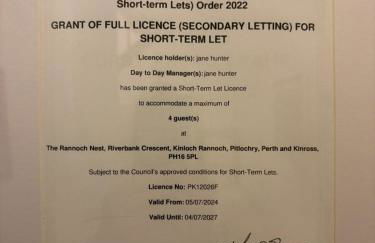 Short-term Lets) Order 2022
GRANT OF FULL LICENCE (SECONDARY LETTING) FOR
SHORT-TERM LET
Licence holder(s): jane hunter
Day to Day Manager(s): jane hunter
has been granted a Short-Term Let Licence
to accommodate a maximum of
4 guest(s)
at
The Rannoch Nest, Riverbank Crescent, Kinloch Rannoch, Pitlochry, Perth and Kinross,
PH16 5PL
Subject to the Council's approved conditions for Short-Term Lets.
Licence No: PK12026F
Valid From: 05/07/2024
Valid Until: 04/07/2027